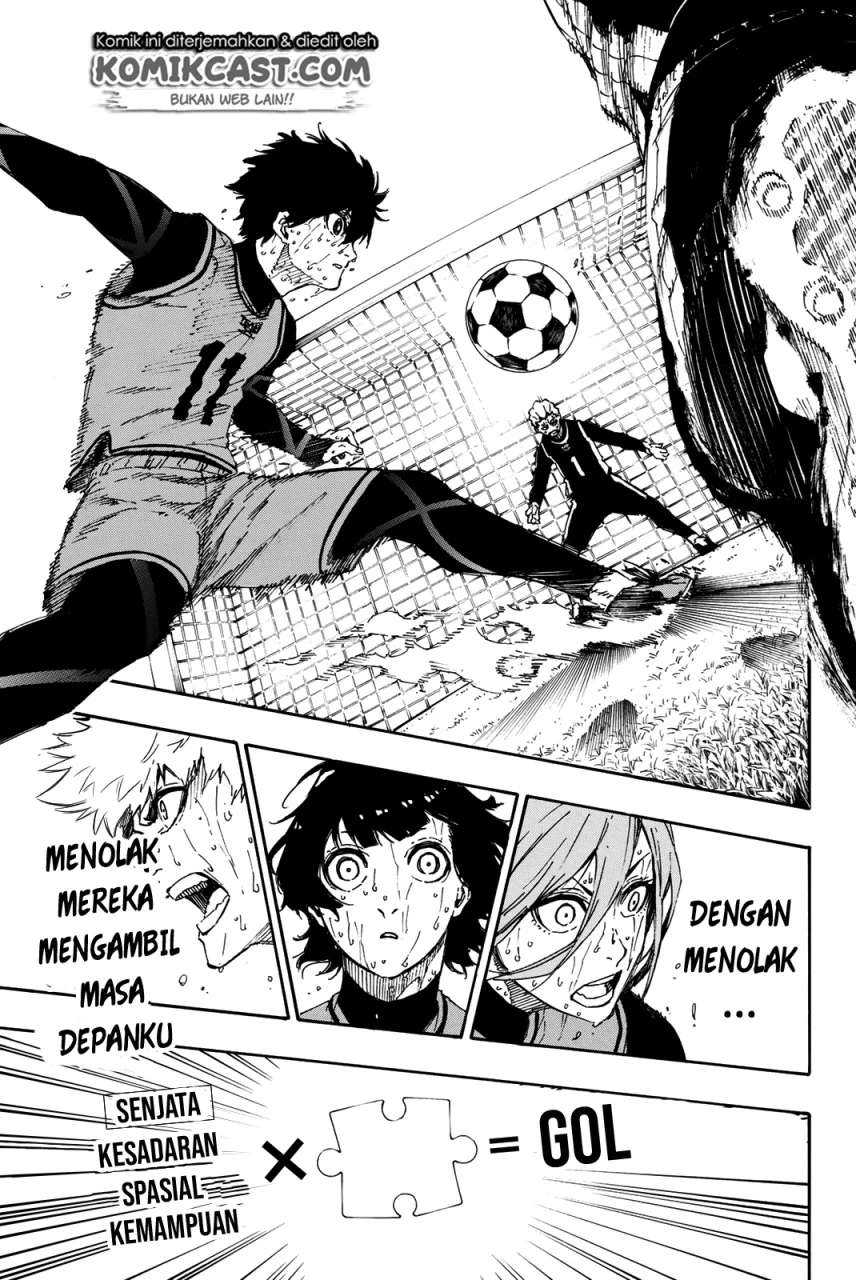 Komik ini diterjemahkan & diedit oleh
KOMIKCAST.COM
BUKAN WEB LAIN!!
11
1
DENGAN
MENOLAK
...
MENOLAK
MEREKA
MENGAMBIL
MASA
DEPANKU
SENJATA
KESADARAN
SPASIAL
KEMAMPUAN
× = GOL